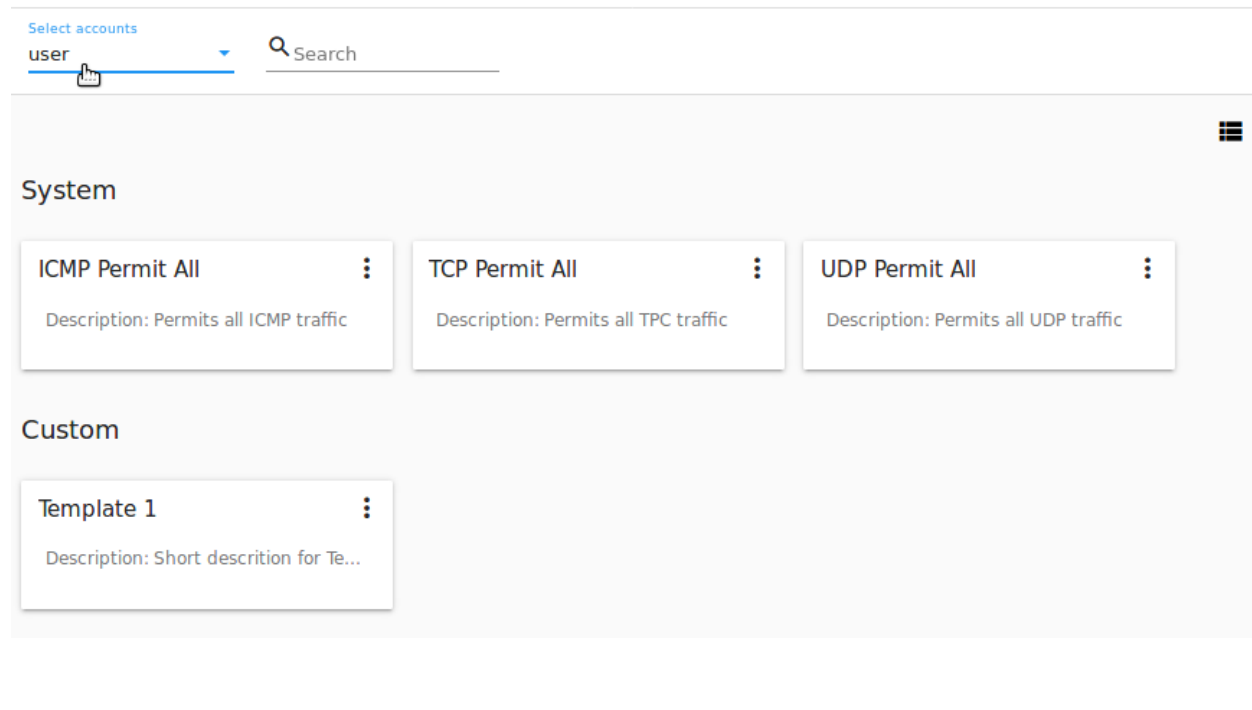 Select accounts
user
Search
System
ICMP Permit All
TCP Permit All
UDP Permit All
Description: Permits all ICMP traffic
Description: Permits all TPC traffic
Description: Permits all UDP traffic
Custom
Template 1
Description: Short descrition for Te...